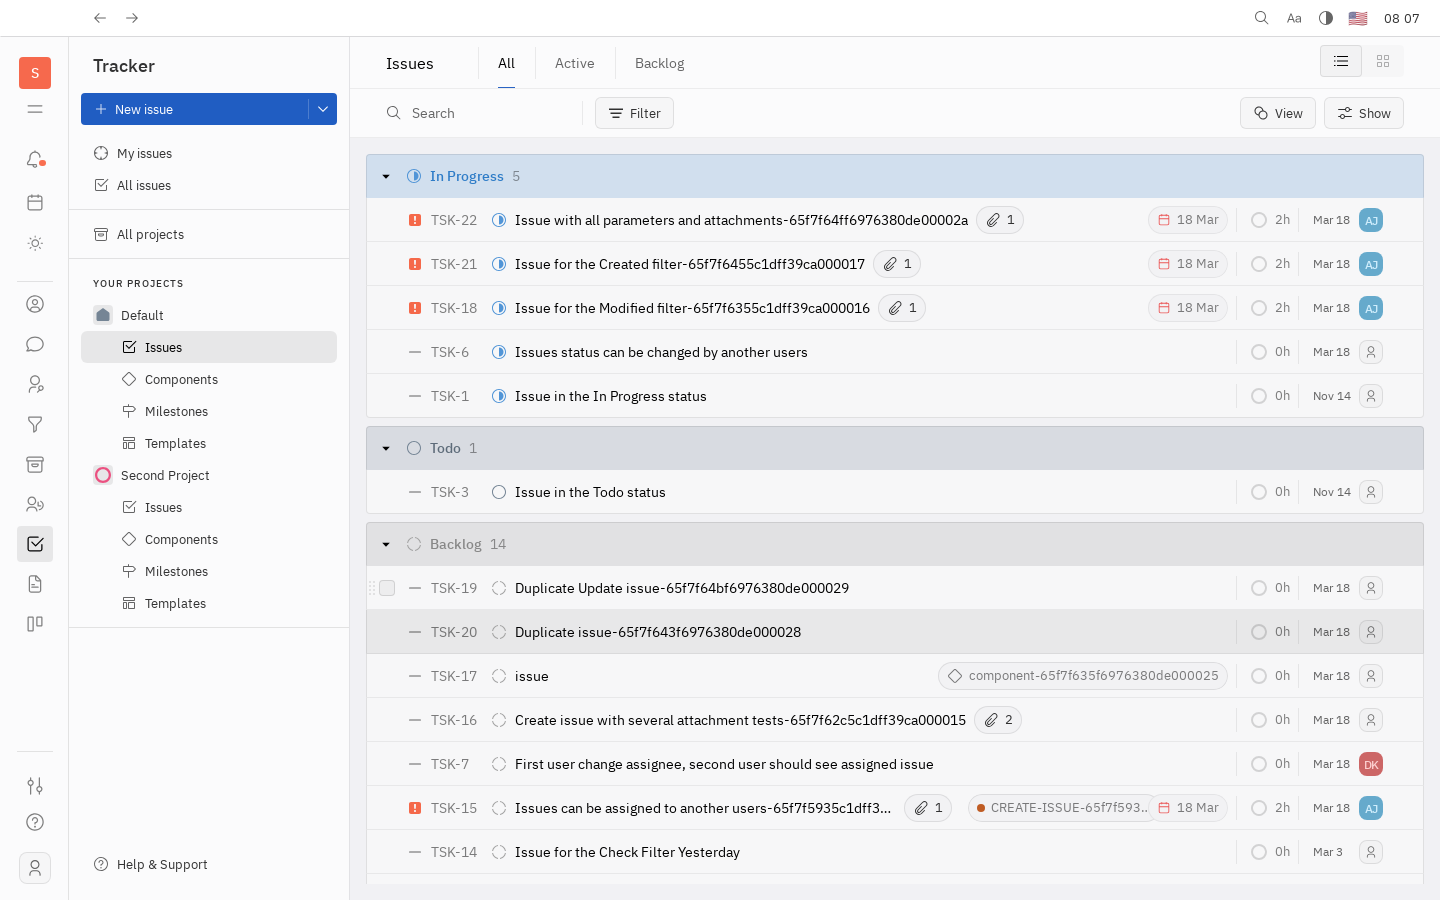 Aa
08 07
S
Tracker
New issue
My issues
All issues
All projects
YOUR PROJECTS
Default
Issues
Components
Milestones
Templates
Second Project
Issues
Components
Milestones
Templates
Help & Support
Issues
All
Active
Backlog
Search
Filter
View
Show
In Progress 5
TSK-22 Issue with all parameters and attachments-65f7f64ff6976380de00002a 1 18 Mar 2h Mar 18 AJ
TSK-21 Issue for the Created filter-65f7f6455c1dff39ca000017 1 18 Mar 2h Mar 18 AJ
TSK-18 Issue for the Modified filter-65f7f6355c1dff39ca000016 1 18 Mar 2h Mar 18 AJ
TSK-6 Issues status can be changed by another users 0h Mar 18
TSK-1 Issue in the In Progress status 0h Nov 14
Todo 1
TSK-3 Issue in the Todo status 0h Nov 14
Backlog 14
TSK-19 Duplicate Update issue-65f7f64bf6976380de000029 0h Mar 18
TSK-20 Duplicate issue-65f7f643f6976380de000028 0h Mar 18
TSK-17 issue component-65f7f635f6976380de000025 0h Mar 18
TSK-16 Create issue with several attachment tests-65f7f62c5c1dff39ca000015 2 0h Mar 18
TSK-7 First user change assignee, second user should see assigned issue 0h Mar 18 DK
TSK-15 Issues can be assigned to another users-65f7f5935c1dff3... 1 CREATE-ISSUE-65f7f593... 18 Mar 2h Mar 18 AJ
TSK-14 Issue for the Check Filter Yesterday 0h Mar 3